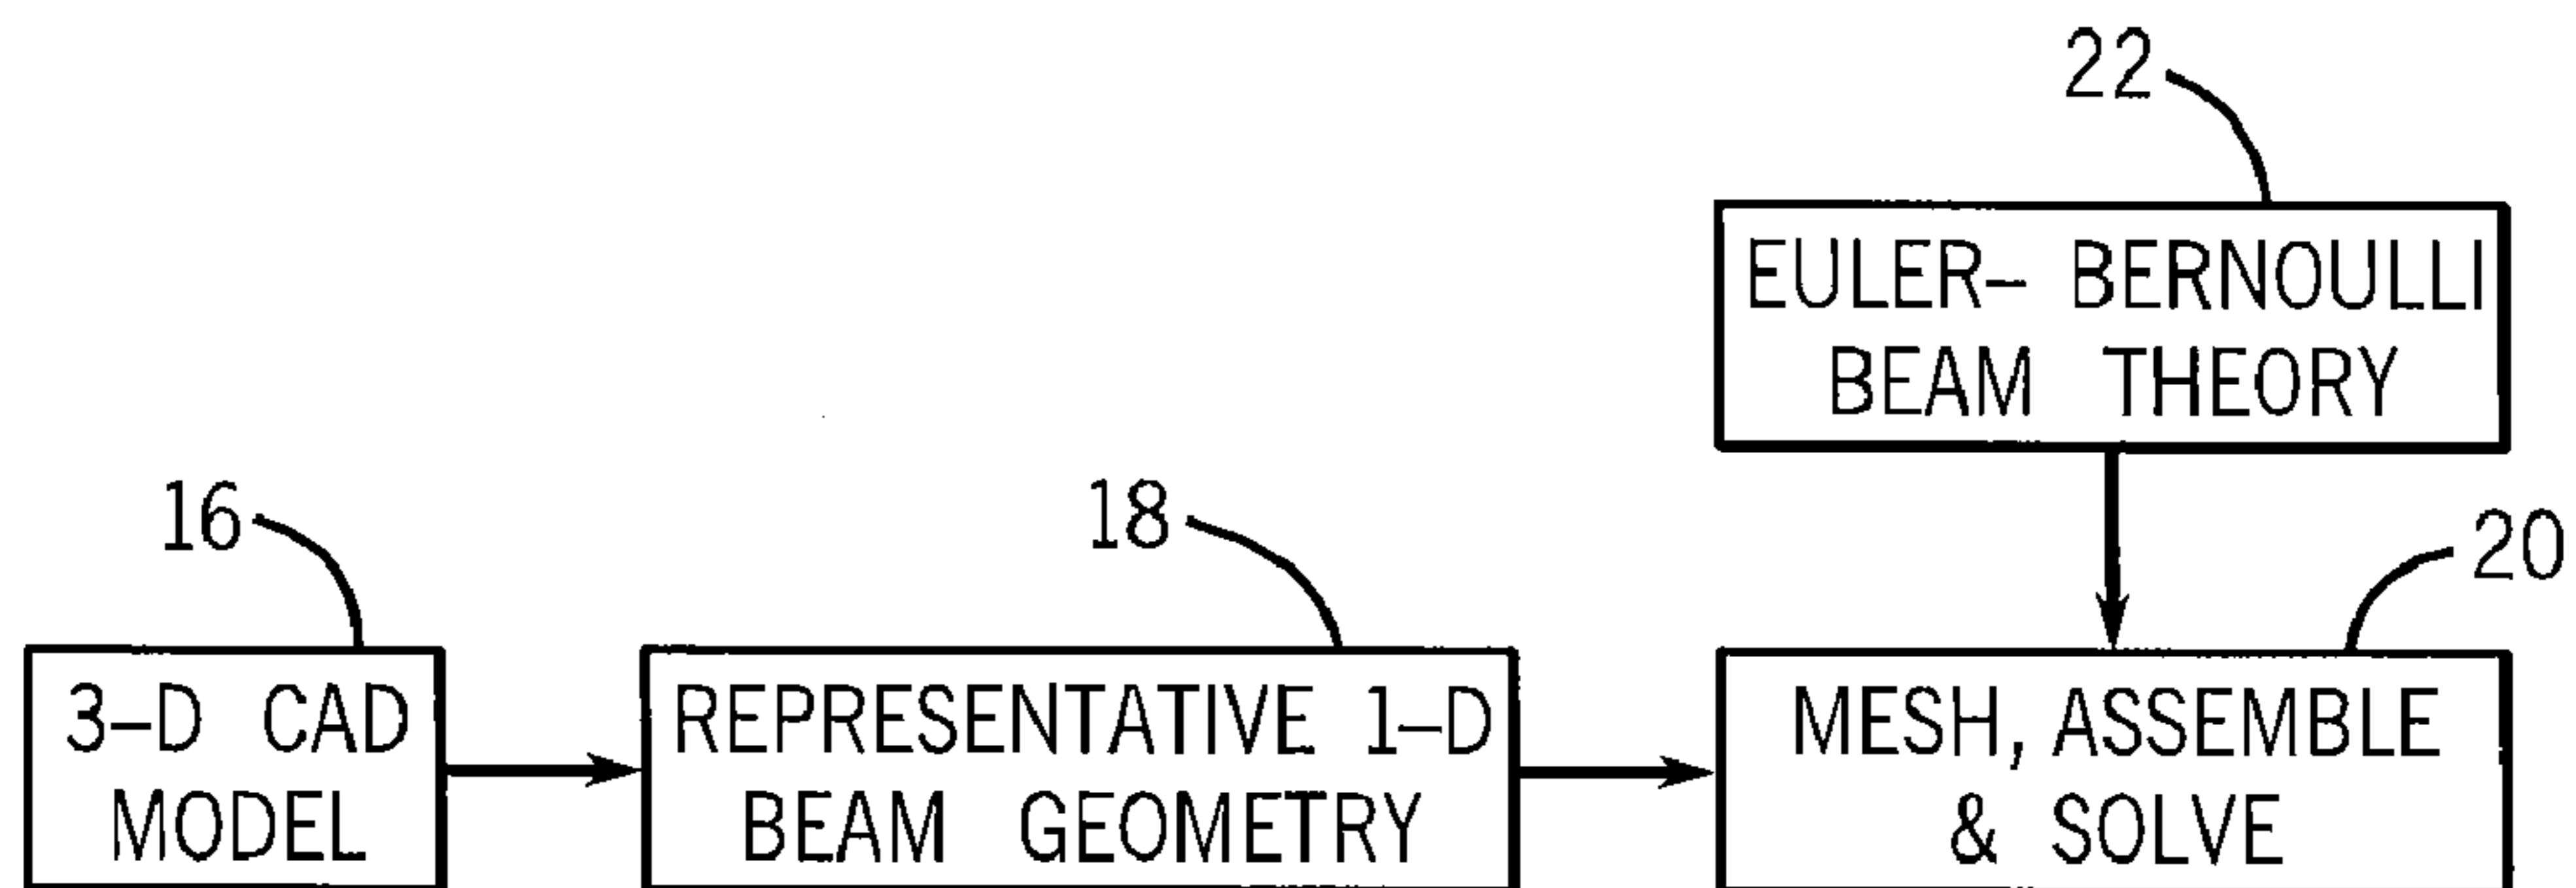 22
EULER– BERNOULLI
BEAM THEORY
16
18
20
3–D CAD
MODEL
REPRESENTATIVE 1–D
BEAM GEOMETRY
MESH, ASSEMBLE
& SOLVE